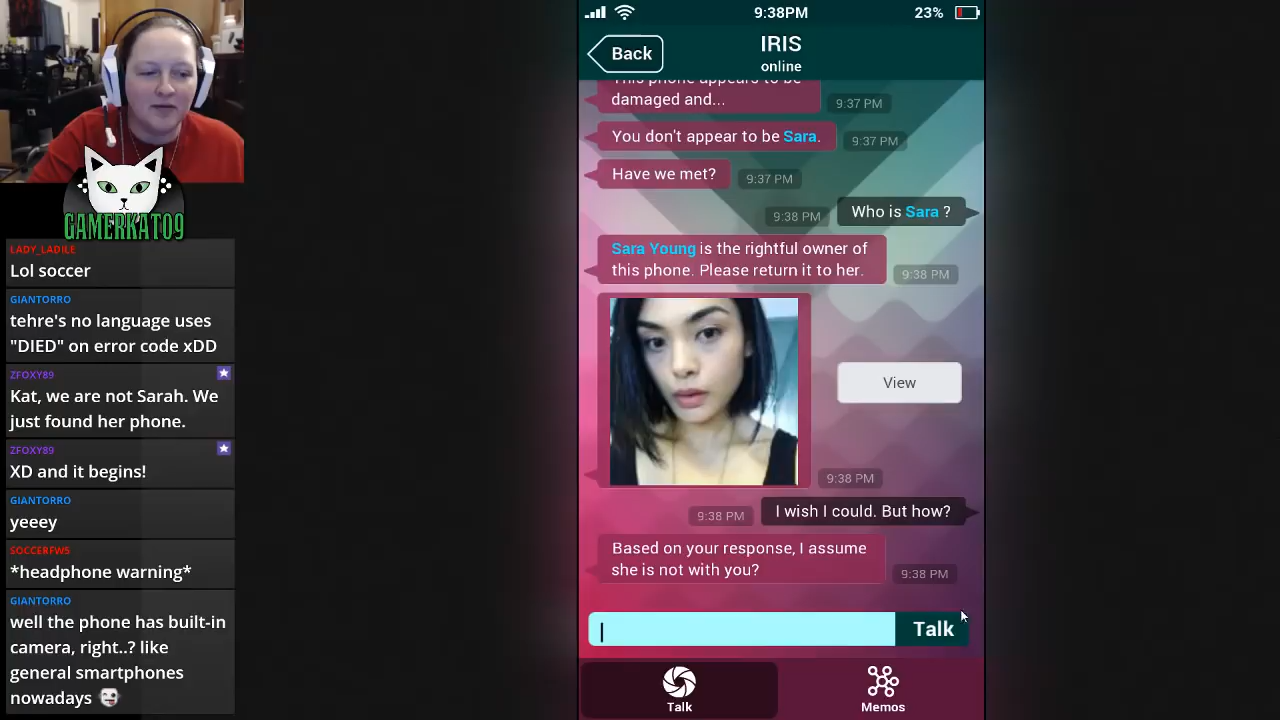 GAMERKAT09
LADY_LADILE
Lol soccer
GIANTORRO
tehre's no language uses
"DIED" on error code xDD
ZFOXY89
Kat, we are not Sarah. We
just found her phone.
ZFOXY89
XD and it begins!
GIANTORRO
yeeey
SOCCERFW5
*headphone warning*
GIANTORRO
well the phone has built-in
camera, right..? like
general smartphones
nowadays
9:38PM
23%
Back
IRIS
online
This phone appears to be
damaged and...
9:37 PM
You don't appear to be Sara.
9:37 PM
Have we met?
9:37 PM
Who is Sara ?
9:38 PM
Sara Young is the rightful owner of
this phone. Please return it to her.
9:38 PM
View
9:38 PM
I wish I could. But how?
9:38 PM
Based on your response, I assume
she is not with you?
9:38 PM
Talk
Talk
Memos